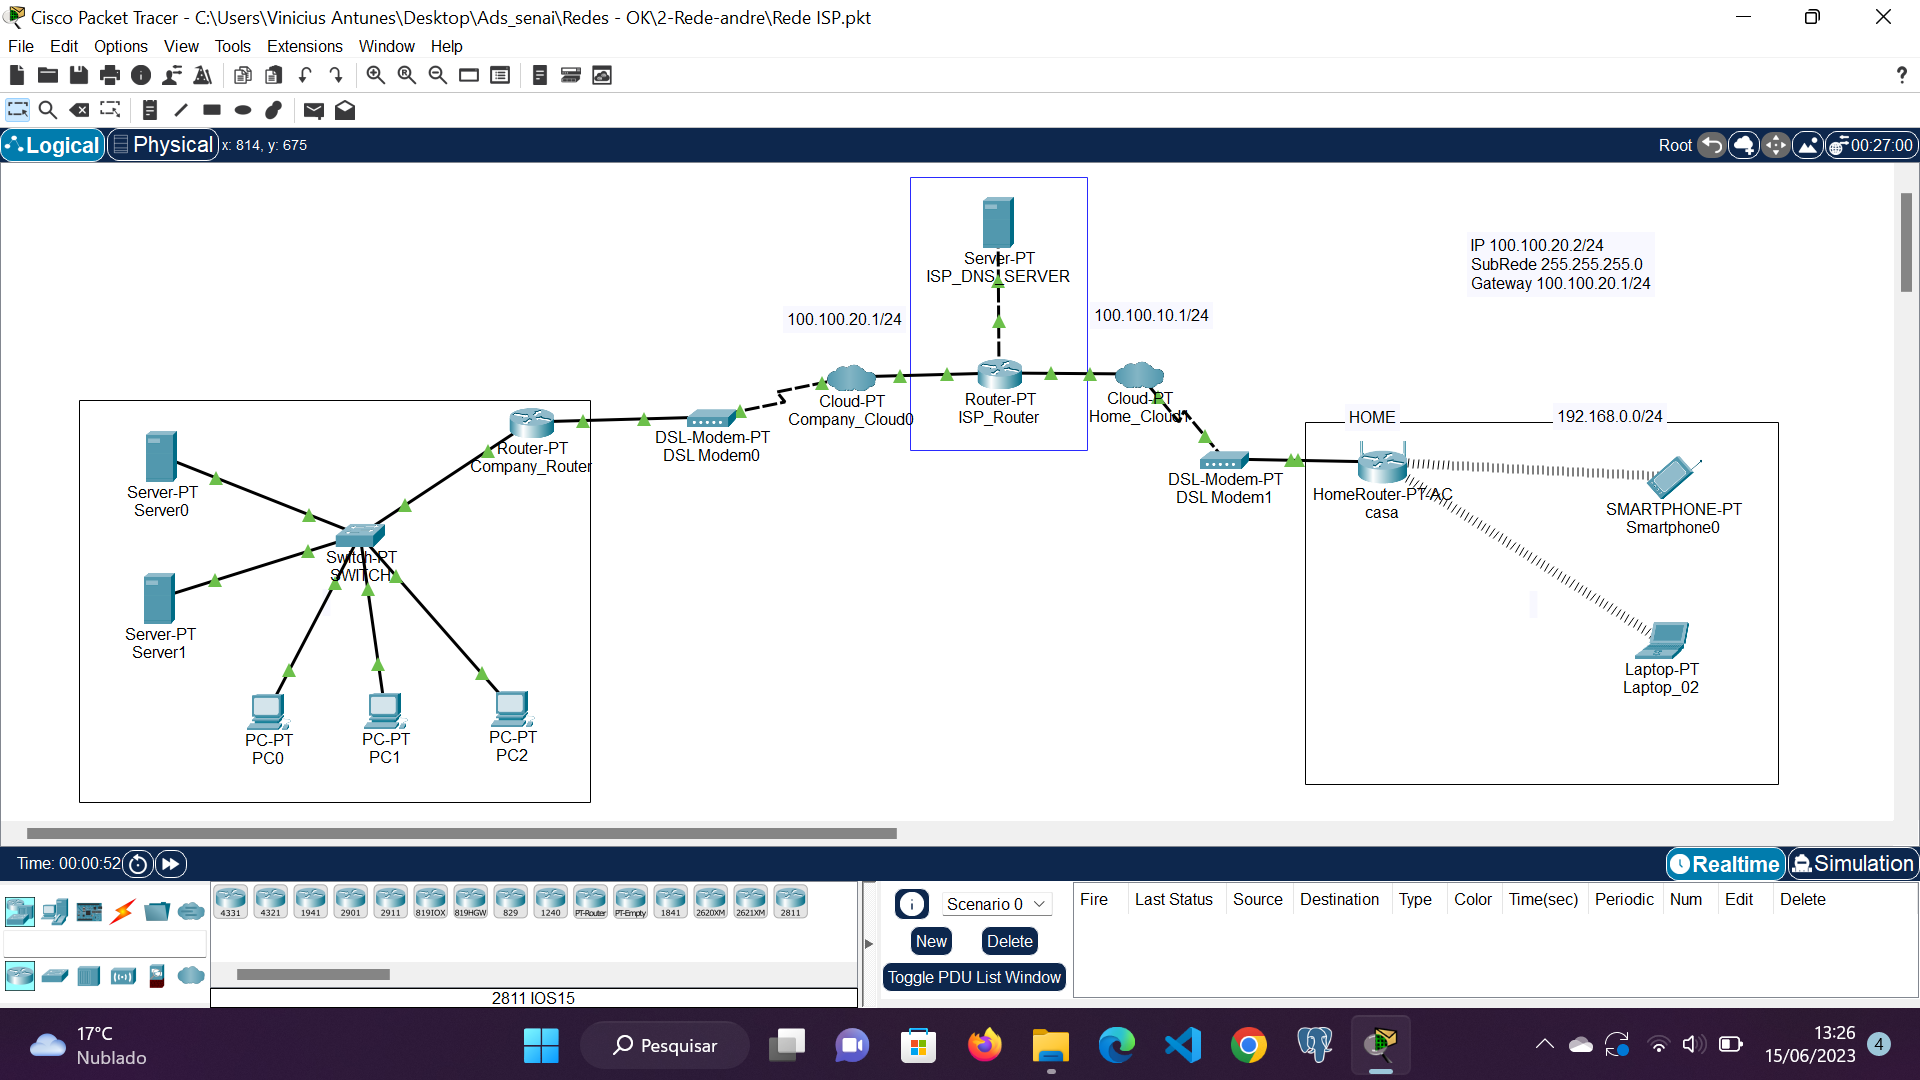 Cisco Packet Tracer - C:\Users\Vinicius Antunes\Desktop\Ads_senai\Redes - OK\2-Rede-andre\Rede ISP.pkt
File Edit Options View Tools Extensions Window Help
?
Logical Physical x: 814, y: 675 Root 00:27:00
Server-PT
ISP_DNS_SERVER
IP 100.100.20.2/24
SubRede 255.255.255.0
Gateway 100.100.20.1/24
100.100.20.1/24
100.100.10.1/24
Cloud-PT
Company_Cloud0
Router-PT
ISP_Router
Cloud-PT
Home_Cloud1
HOME
192.168.0.0/24
Router-PT
Company_Router
DSL-Modem-PT
DSL Modem0
DSL-Modem-PT
DSL Modem1
HomeRouter-PT-AC
casa
SMARTPHONE-PT
Smartphone0
Server-PT
Server0
Switch-PT
SWITCH
Server-PT
Server1
Laptop-PT
Laptop_02
PC-PT
PC0
PC-PT
PC1
PC-PT
PC2
Time: 00:00:52 Realtime Simulation
4331 4321 1941 2901 2911 819IOX 819HGW 829 1240 PT-Router PT-Empty 1841 2620XM 2621XM 2811
2811 IOS15
Scenario 0
New Delete
Toggle PDU List Window
Fire Last Status Source Destination Type Color Time(sec) Periodic Num Edit Delete
17°C
Nublado
Pesquisar
13:26
15/06/2023
4